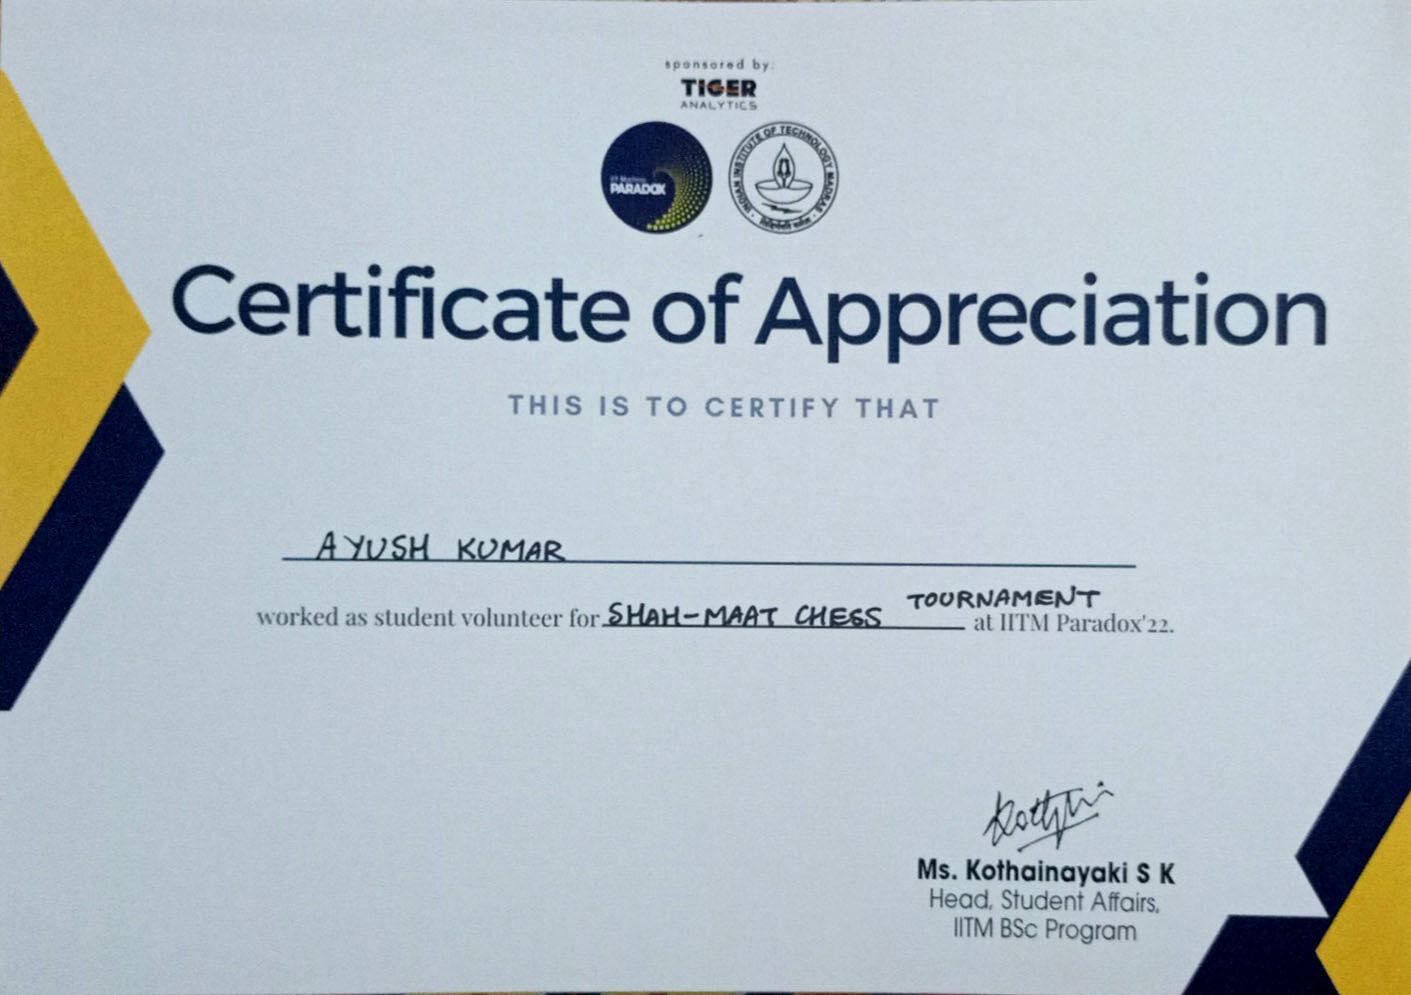 sponsored by:
TIGER
ANALYTICS
IIT Madras
PARADOX
INDIAN INSTITUTE OF TECHNOLOGY MADRAS
Certificate of Appreciation
THIS IS TO CERTIFY THAT
AYUSH KUMAR
worked as student volunteer for SHAH-MAAT CHESS TOURNAMENT at IITM Paradox'22.
Ms. Kothainayaki S K
Head, Student Affairs,
IITM BSc Program